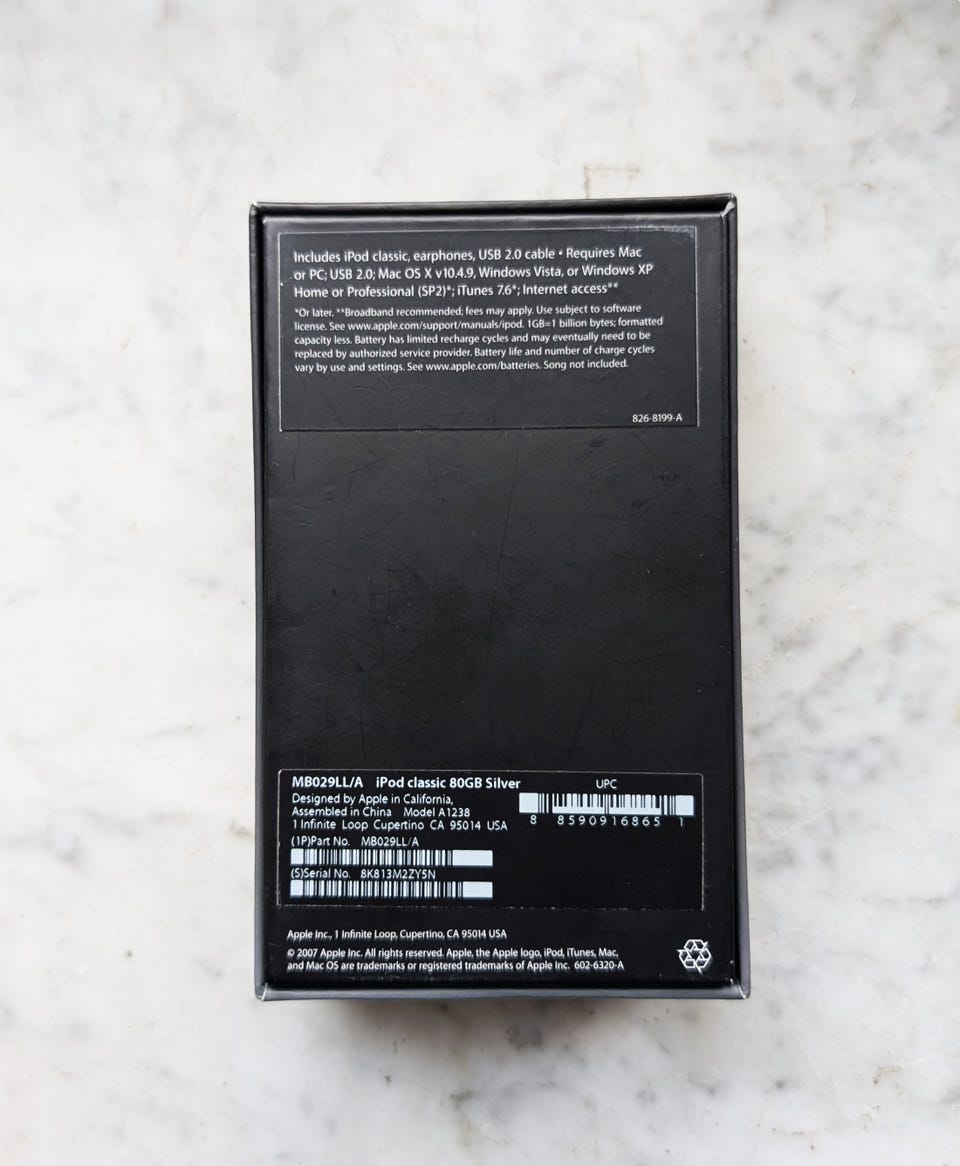 Includes iPod classic, earphones, USB 2.0 cable • Requires Mac
or PC; USB 2.0; Mac OS X v10.4.9, Windows Vista, or Windows XP
Home or Professional (SP2)*; iTunes 7.6*; Internet access**
*Or later. **Broadband recommended; fees may apply. Use subject to software
license. See www.apple.com/support/manuals/ipod. 1GB=1 billion bytes; formatted
capacity less. Battery has limited recharge cycles and may eventually need to be
replaced by authorized service provider. Battery life and number of charge cycles
vary by use and settings. See www.apple.com/batteries. Song not included.
826-8199-A
MB029LL/A iPod classic 80GB Silver
Designed by Apple in California,
Assembled in China Model A1238
1 Infinite Loop Cupertino CA 95014 USA
UPC
8 8590916865 1
(1P)Part No. MB029LL/A
(S)Serial No. 8K813M2ZY5N
Apple Inc., 1 Infinite Loop, Cupertino, CA 95014 USA
© 2007 Apple Inc. All rights reserved. Apple, the Apple logo, iPod, iTunes, Mac,
and Mac OS are trademarks or registered trademarks of Apple Inc. 602-6320-A